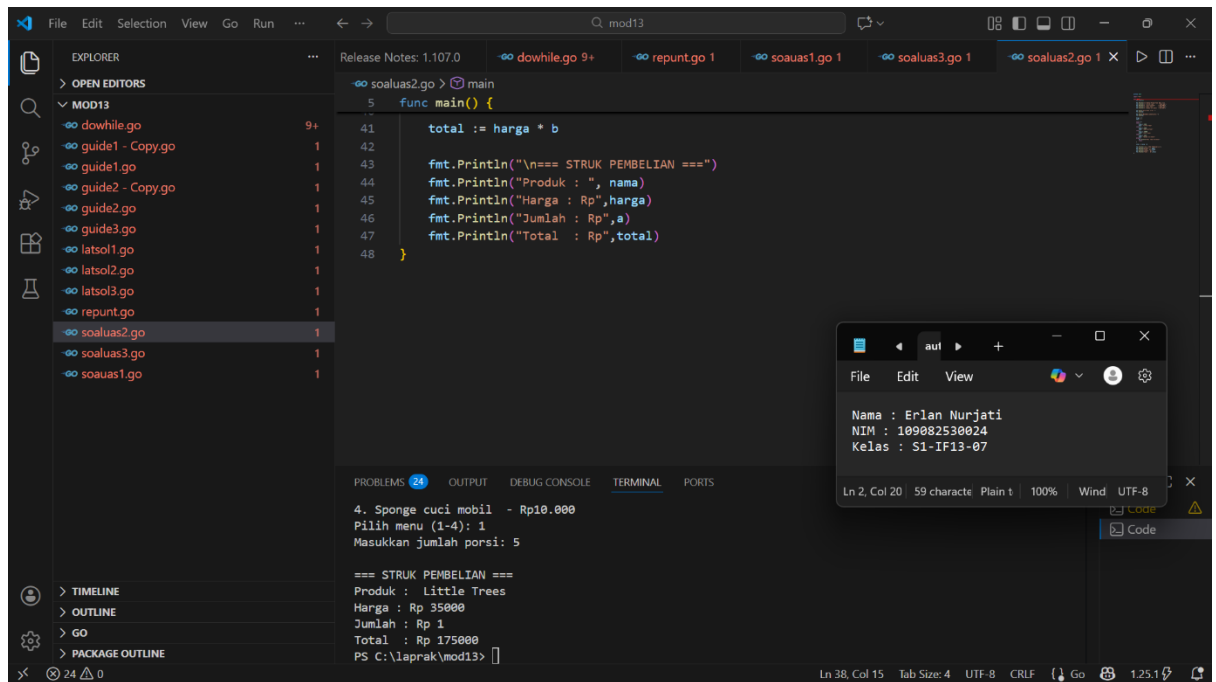 File Edit Selection View Go Run ··· mod13
EXPLORER ···
OPEN EDITORS
MOD13
dowhile.go 9+
guide1 - Copy.go 1
guide1.go 1
guide2 - Copy.go 1
guide2.go 1
guide3.go 1
latsol1.go 1
latsol2.go 1
latsol3.go 1
repunt.go 1
soaluas2.go 1
soaluas3.go 1
soauas1.go 1
TIMELINE
OUTLINE
GO
PACKAGE OUTLINE
Release Notes: 1.107.0 dowhile.go 9+ repunt.go 1 soauas1.go 1 soaluas3.go 1 soaluas2.go 1 ···
soaluas2.go > main
5 func main() {
41 total := harga * b
42
43 fmt.Println("\n=== STRUK PEMBELIAN ===")
44 fmt.Println("Produk : ", nama)
45 fmt.Println("Harga : Rp",harga)
46 fmt.Println("Jumlah : Rp",a)
47 fmt.Println("Total  : Rp",total)
48 }
aut
File Edit View
Nama : Erlan Nurjati
NIM : 109082530024
Kelas : S1-IF13-07
Ln 2, Col 20 59 characte Plain t 100% Wind UTF-8
PROBLEMS 24 OUTPUT DEBUG CONSOLE TERMINAL PORTS
4. Sponge cuci mobil  - Rp10.000
Pilih menu (1-4): 1
Masukkan jumlah porsi: 5
=== STRUK PEMBELIAN ===
Produk :  Little Trees
Harga : Rp 35000
Jumlah : Rp 1
Total  : Rp 175000
PS C:\laprak\mod13>
Code
Code
24 0 Ln 38, Col 15 Tab Size: 4 UTF-8 CRLF Go 1.25.1